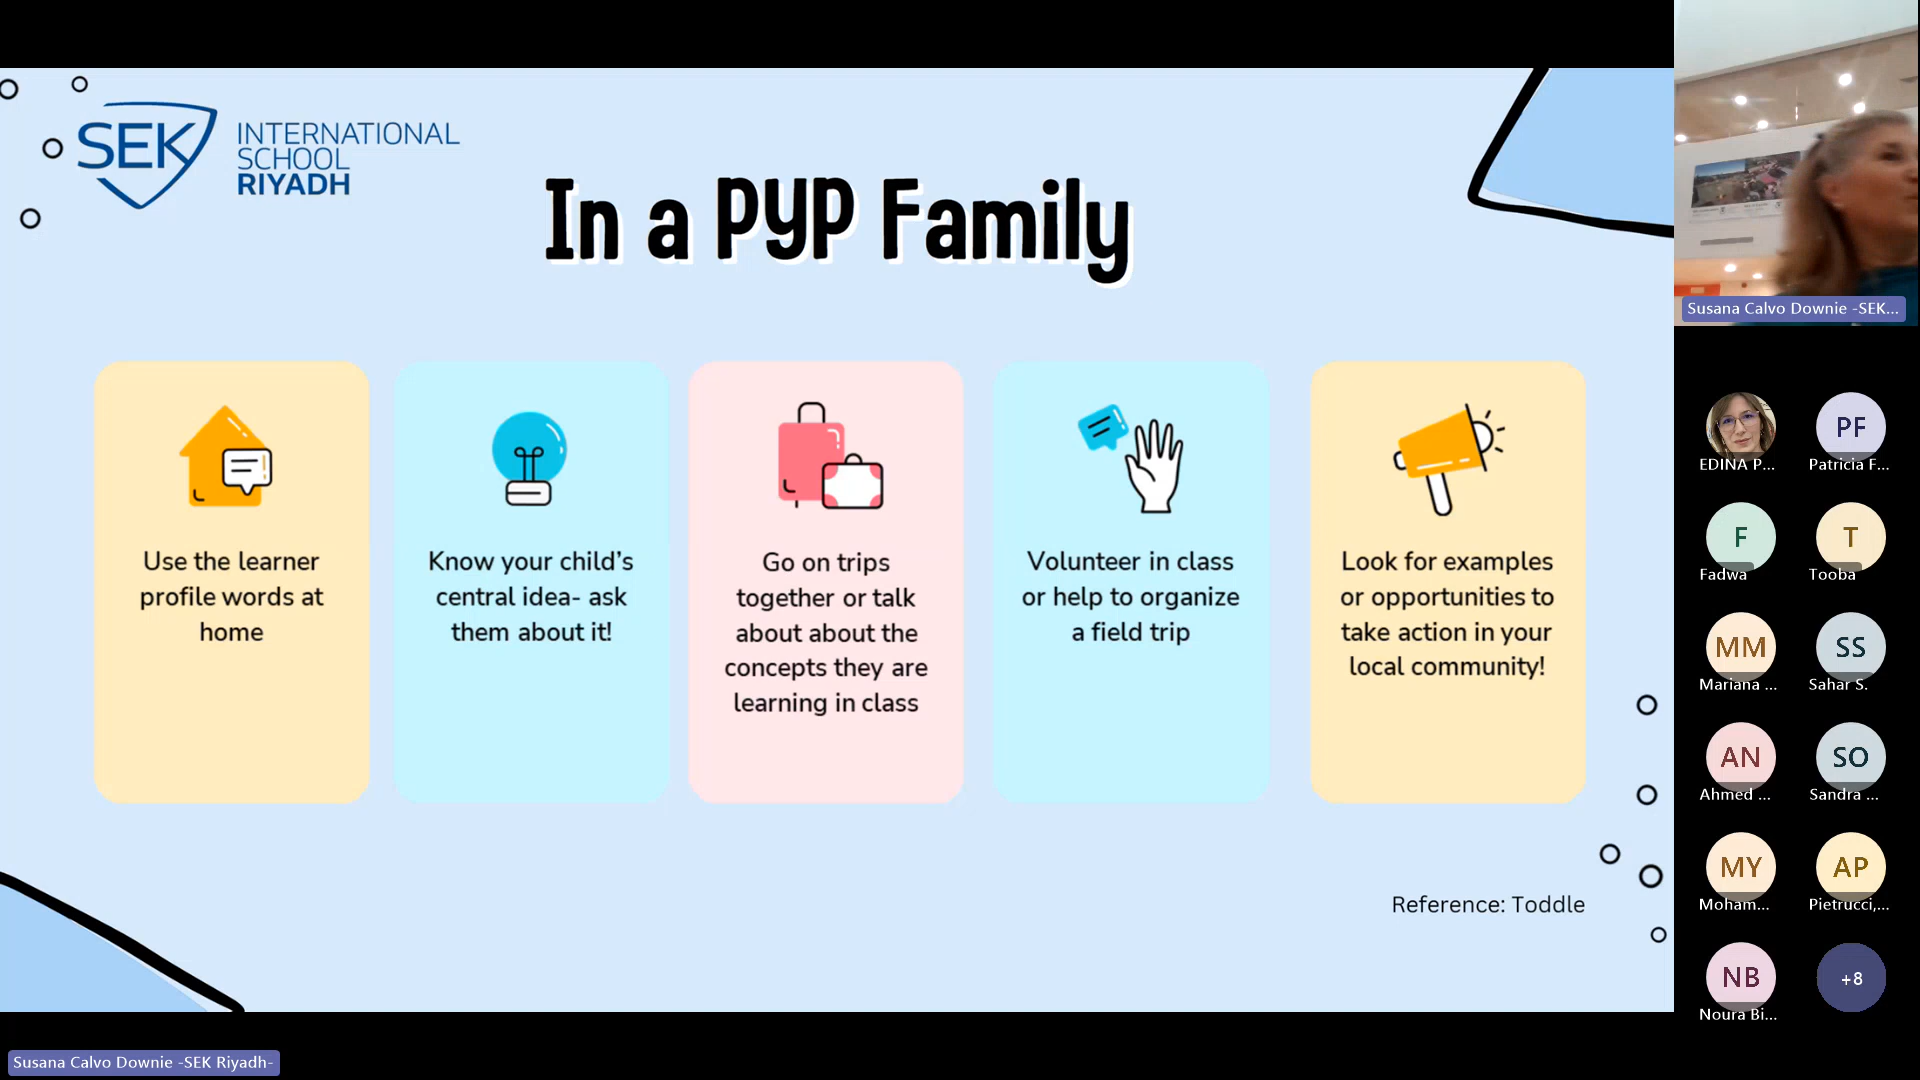 SEK
INTERNATIONAL
SCHOOL
RIYADH
In a PYP Family
Use the learner
profile words at
home
Know your child's
central idea- ask
them about it!
Go on trips
together or talk
about about the
concepts they are
learning in class
Volunteer in class
or help to organize
a field trip
Look for examples
or opportunities to
take action in your
local community!
Reference: Toddle
Susana Calvo Downie -SEK Riyadh-
Susana Calvo Downie -SEK...
EDINA P...
PF
Patricia F...
F
Fadwa
T
Tooba
MM
Mariana ...
SS
Sahar S.
AN
Ahmed ...
SO
Sandra ...
MY
Moham...
AP
Pietrucci,...
NB
Noura Bi...
+8